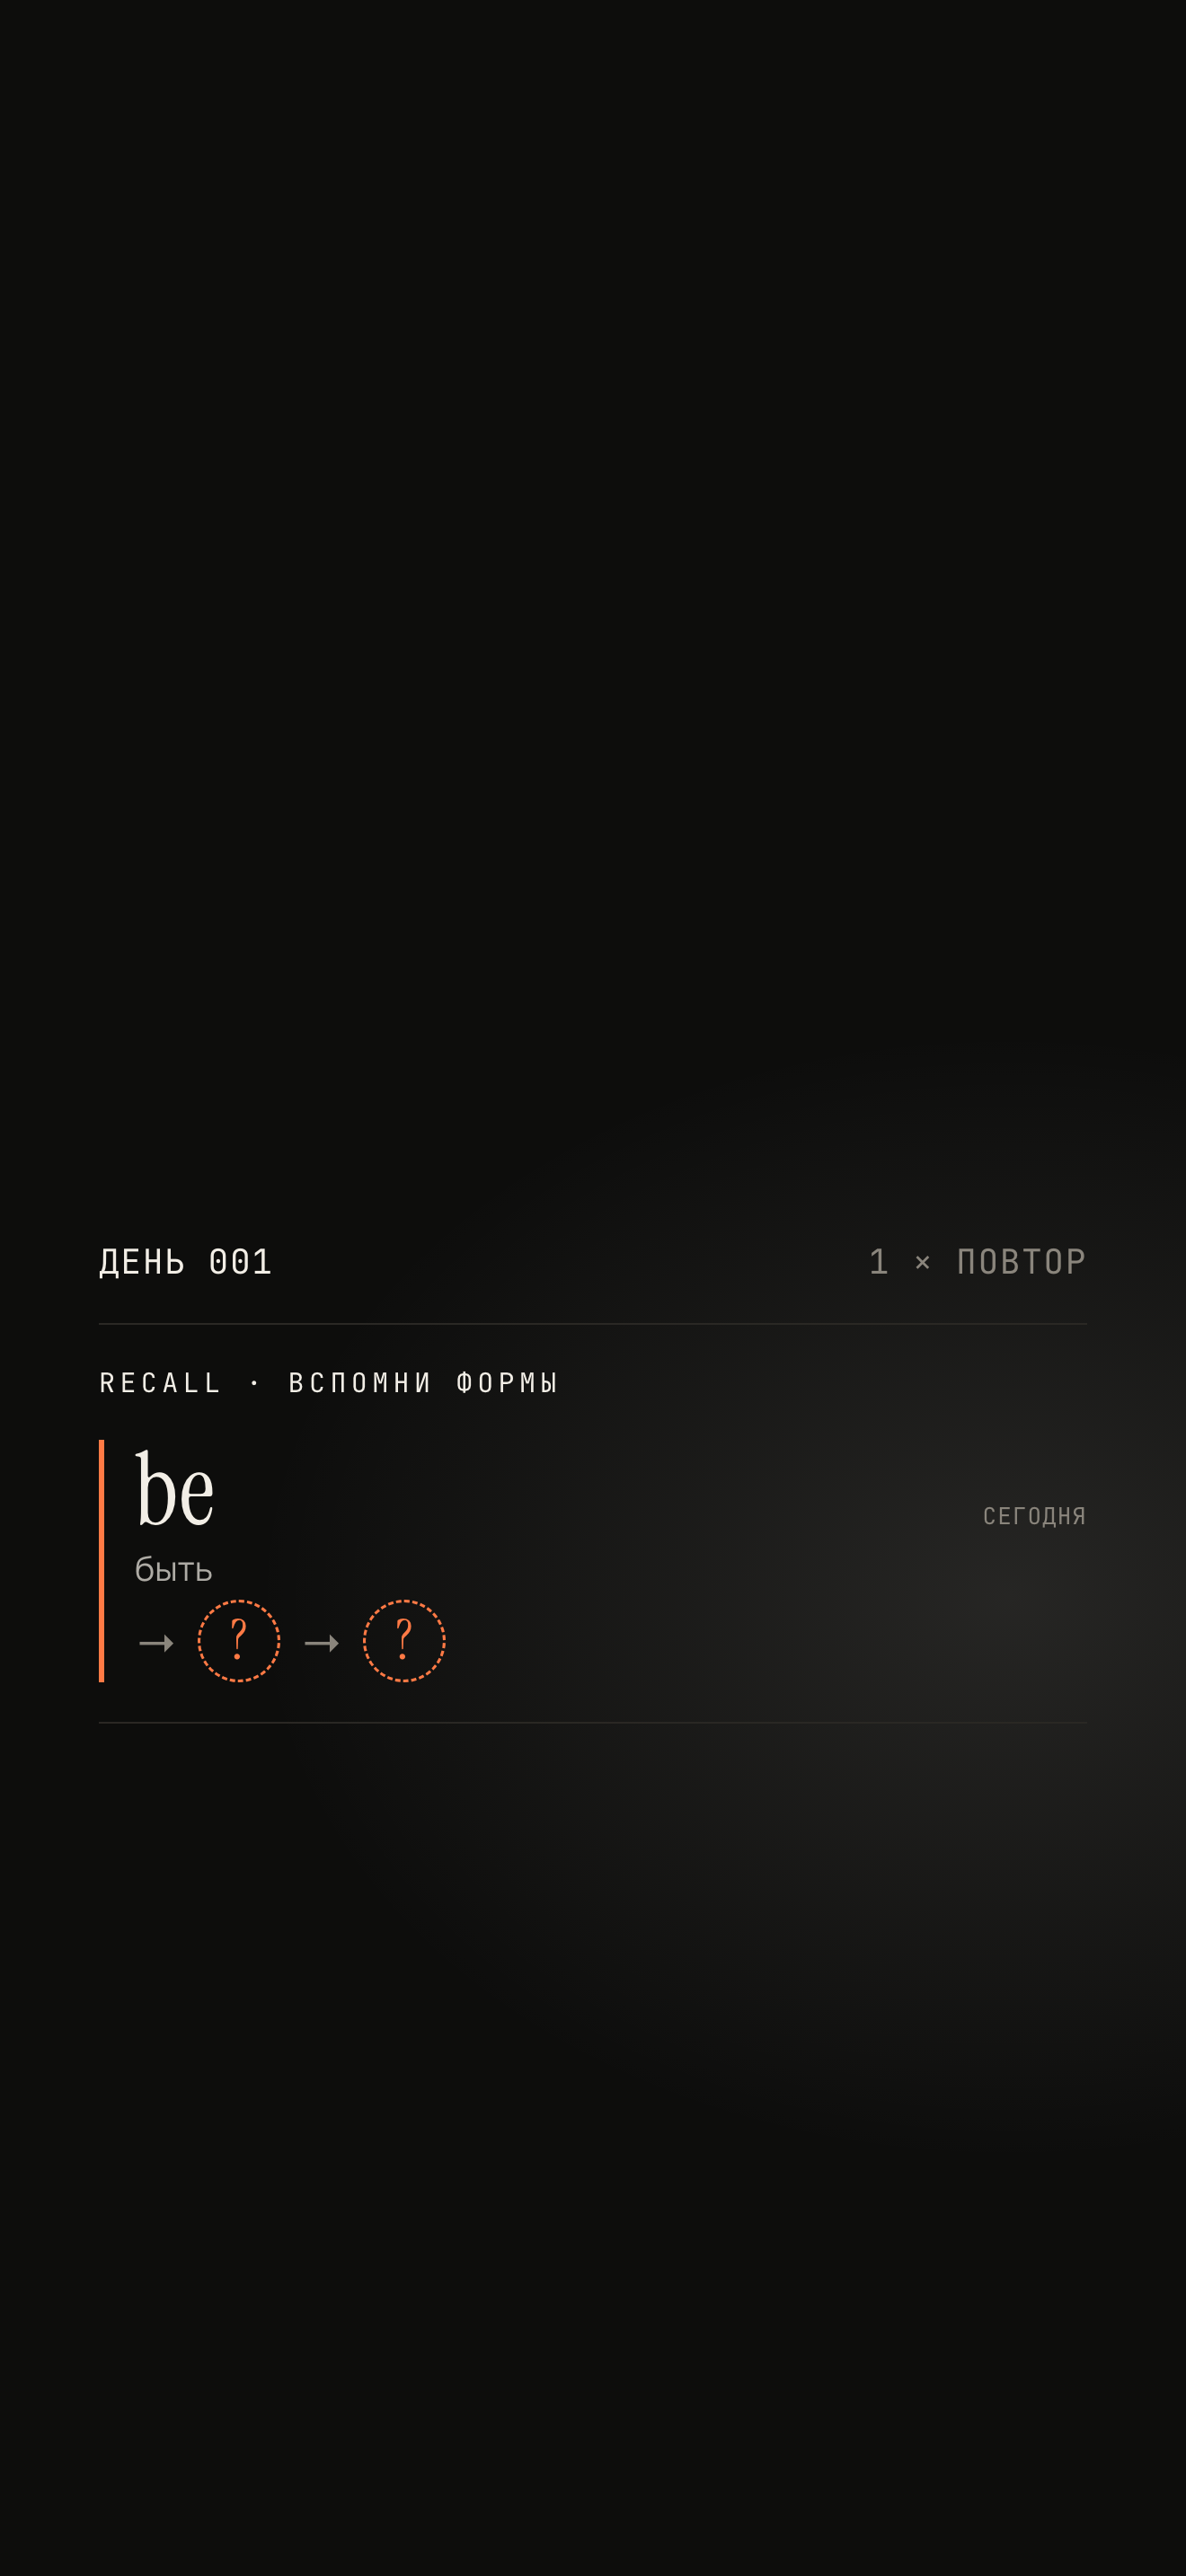 ДЕНЬ 001
1 × ПОВТОР
RECALL · ВСПОМНИ ФОРМЫ
be
СЕГОДНЯ
быть
→ ? → ?